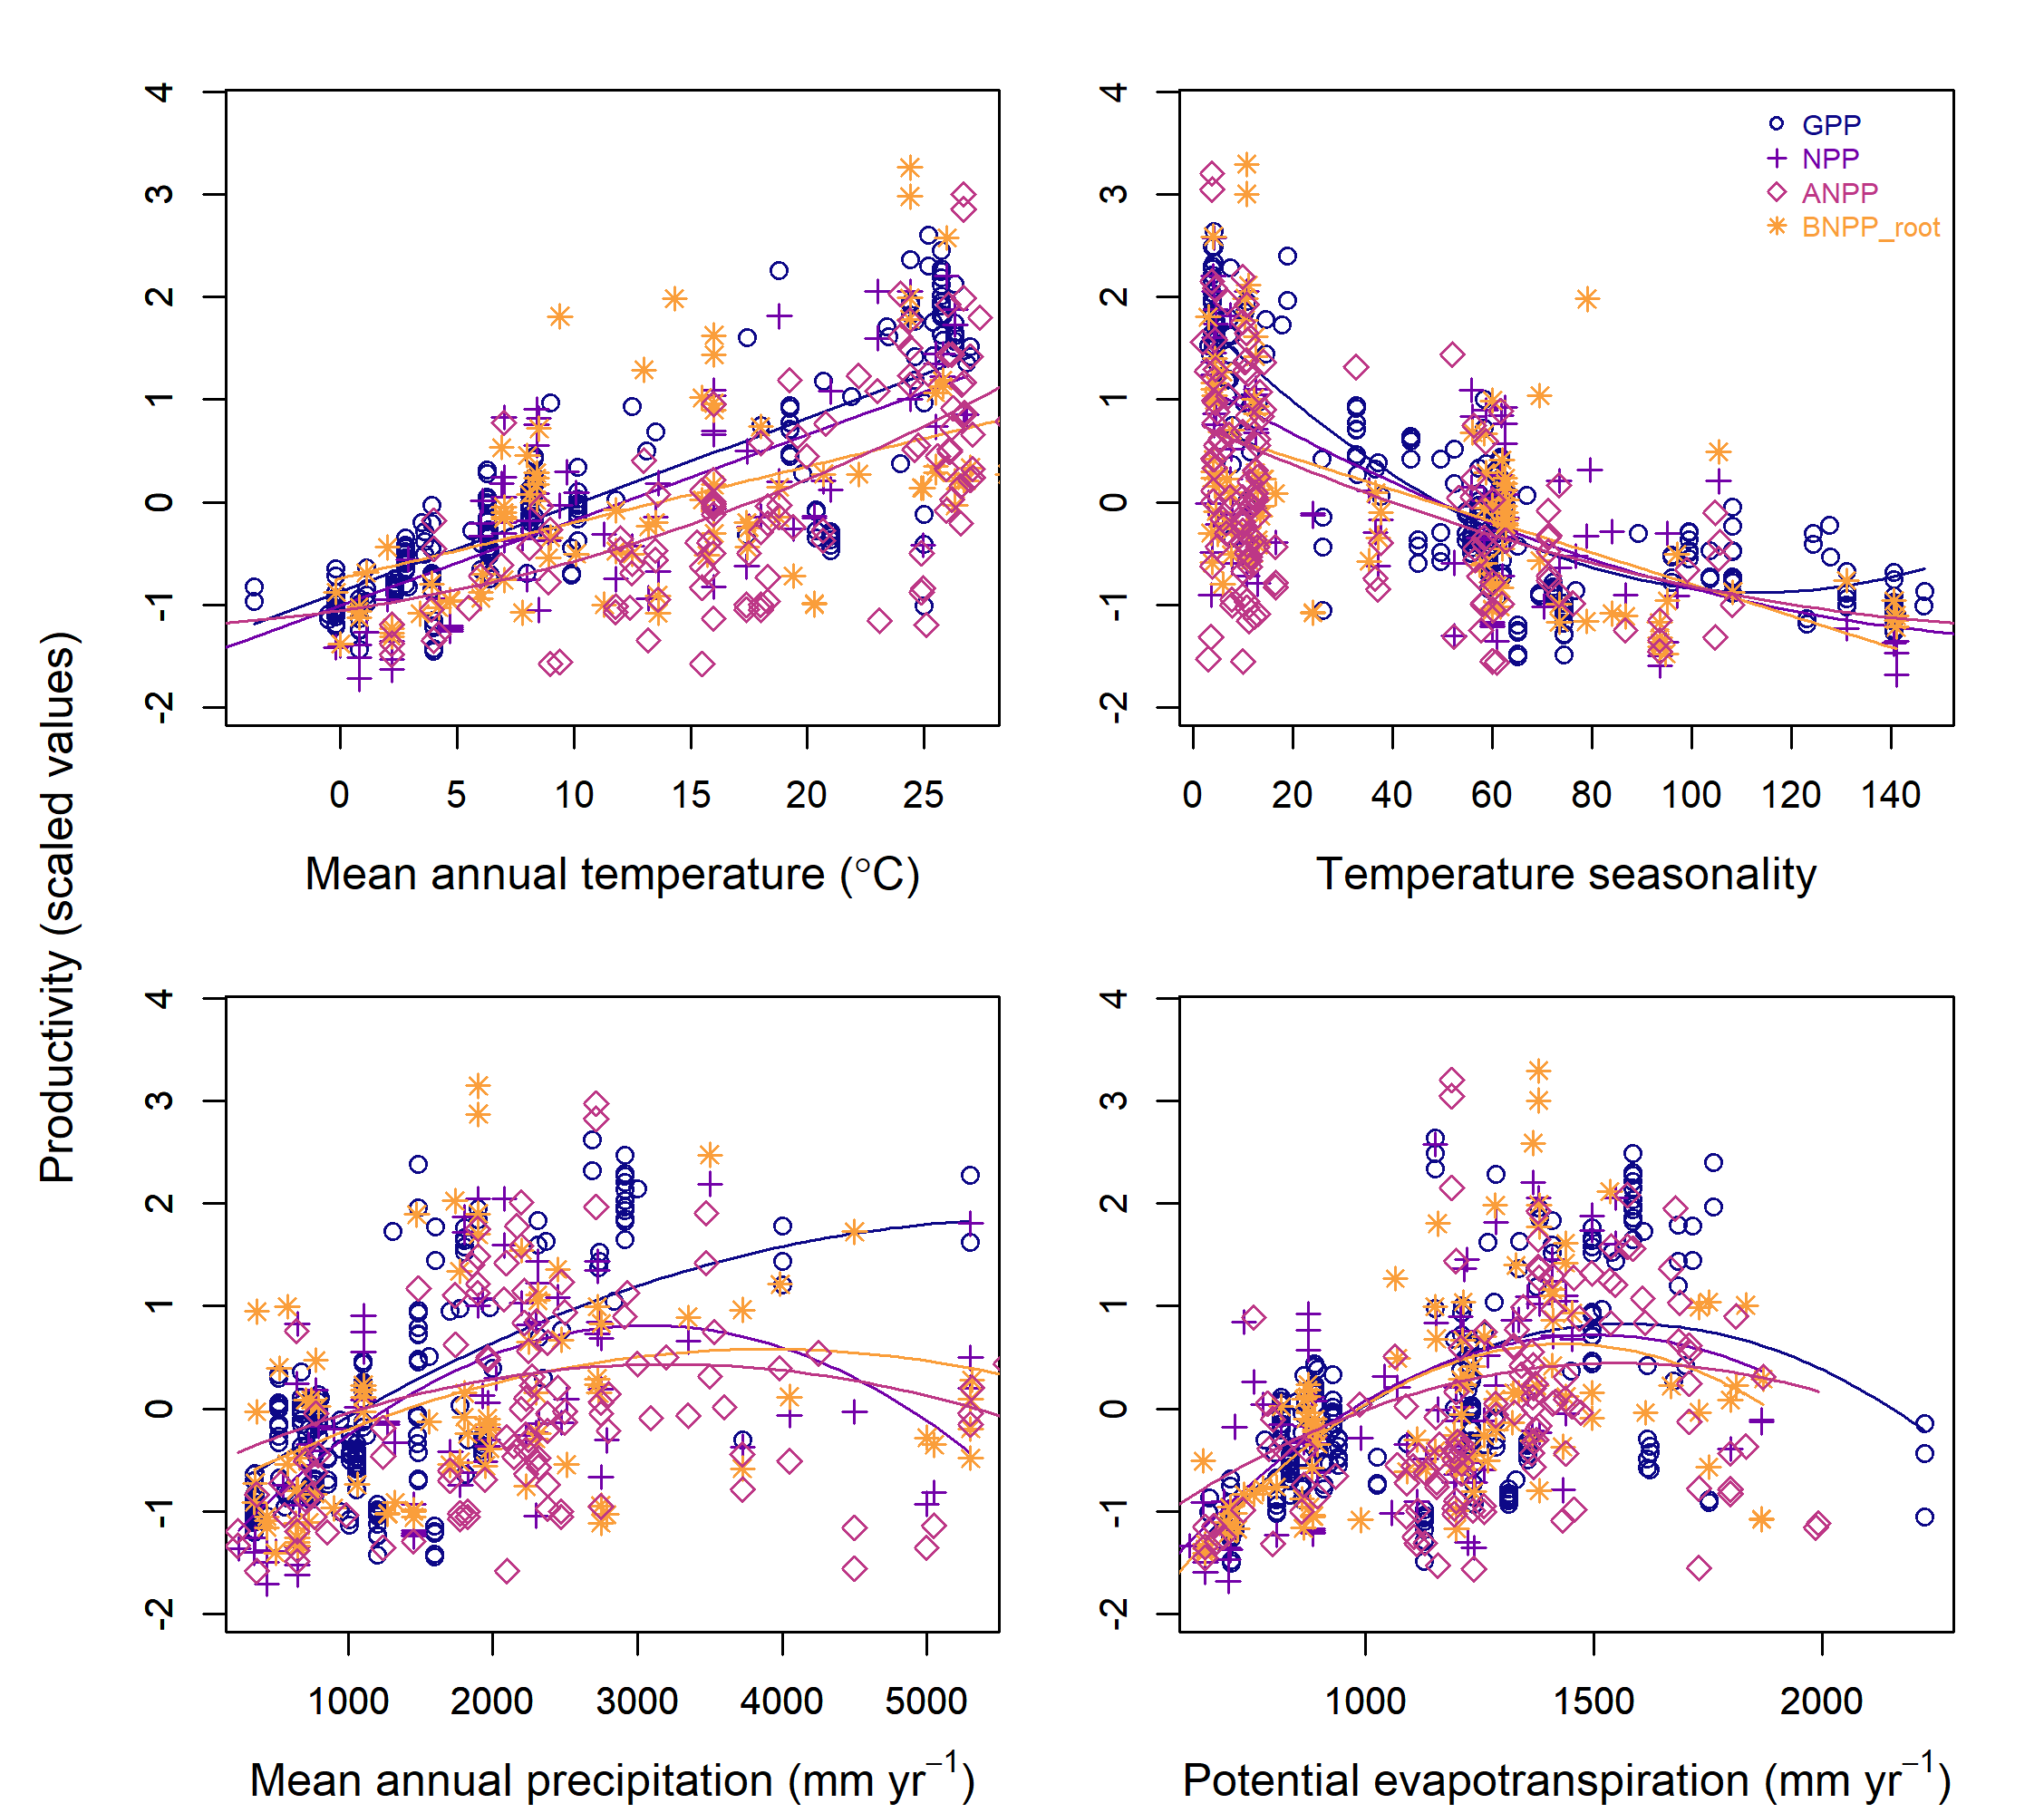 Productivity (scaled values)
4
3
2
1
0
-1
-2
0 5 10 15 20 25
Mean annual temperature (°C)
4
3
2
1
0
-1
-2
GPP
NPP
ANPP
BNPP_root
0 20 40 60 80 100 120 140
Temperature seasonality
4
3
2
1
0
-1
-2
1000 2000 3000 4000 5000
Mean annual precipitation (mm yr⁻¹)
4
3
2
1
0
-1
-2
1000 1500 2000
Potential evapotranspiration (mm yr⁻¹)